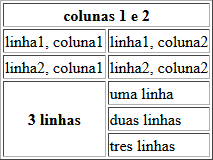 colunas 1 e 2
linha1, coluna1 linha1, coluna2
linha2, coluna1 linha2, coluna2
3 linhas
uma linha
duas linhas
tres linhas